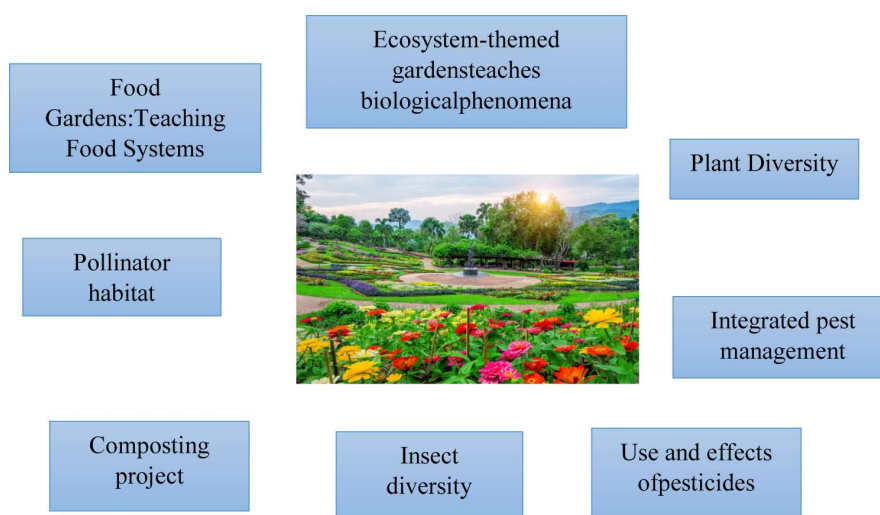 Ecosystem-themed
gardensteaches
biologicalphenomena
Food
Gardens:Teaching
Food Systems
Plant Diversity
Pollinator
habitat
Integrated pest
management
Composting
project
Insect
diversity
Use and effects
ofpesticides